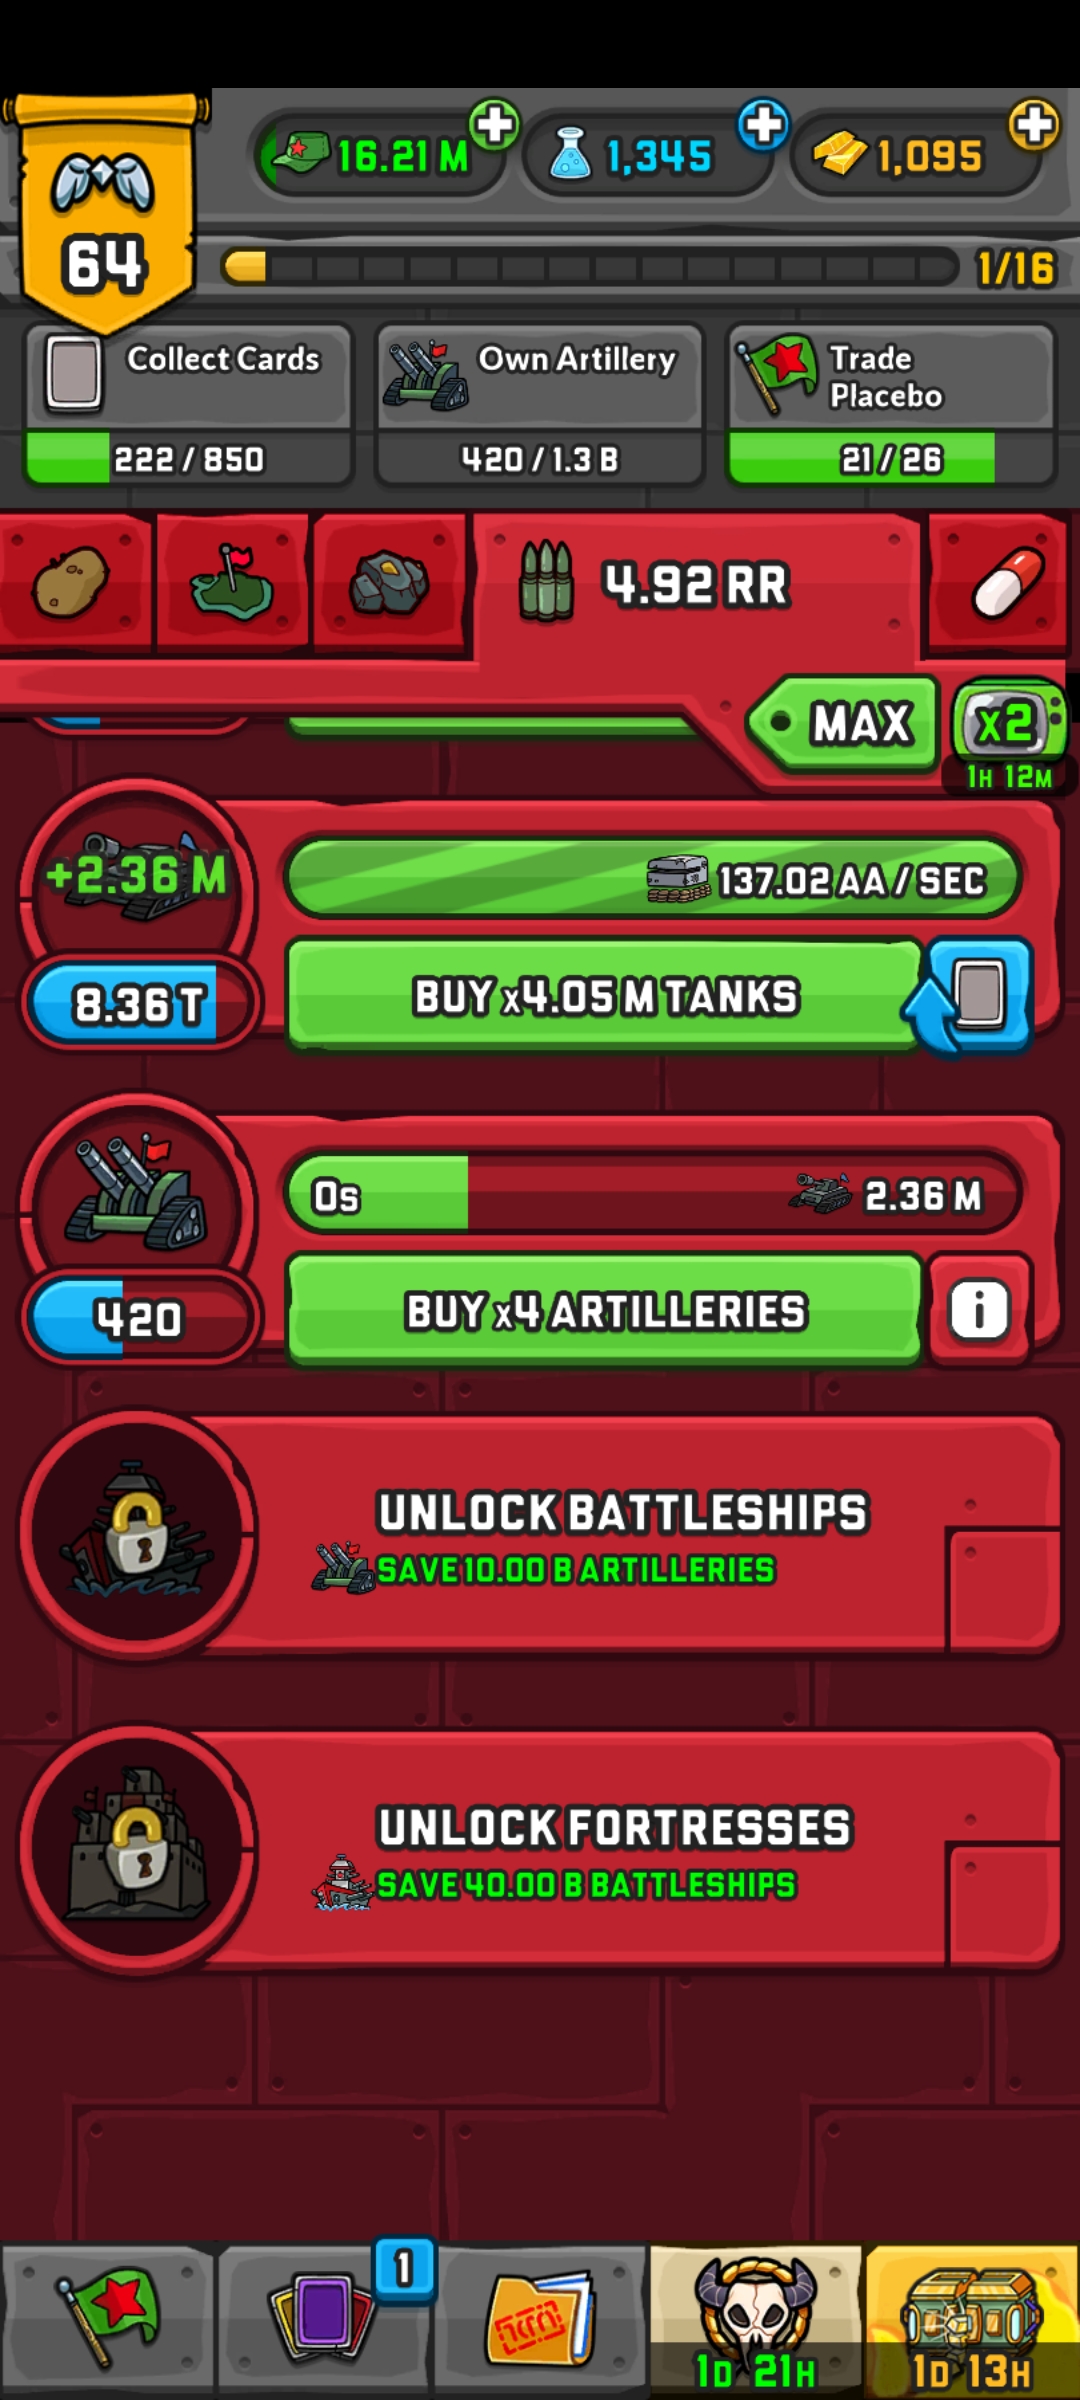 16.21 M
1,345
1,095
64
1/16
Collect Cards
222 / 850
Own Artillery
420 / 1.3 B
Trade
Placebo
21 / 26
4.92 RR
MAX
x2
1H 12M
+2.36 M
137.02 AA / SEC
8.36 T
BUY x4.05 M TANKS
0s
2.36 M
420
BUY x4 ARTILLERIES
i
UNLOCK BATTLESHIPS
SAVE 10.00 B ARTILLERIES
UNLOCK FORTRESSES
SAVE 40.00 B BATTLESHIPS
1
1D 21H
1D 13H